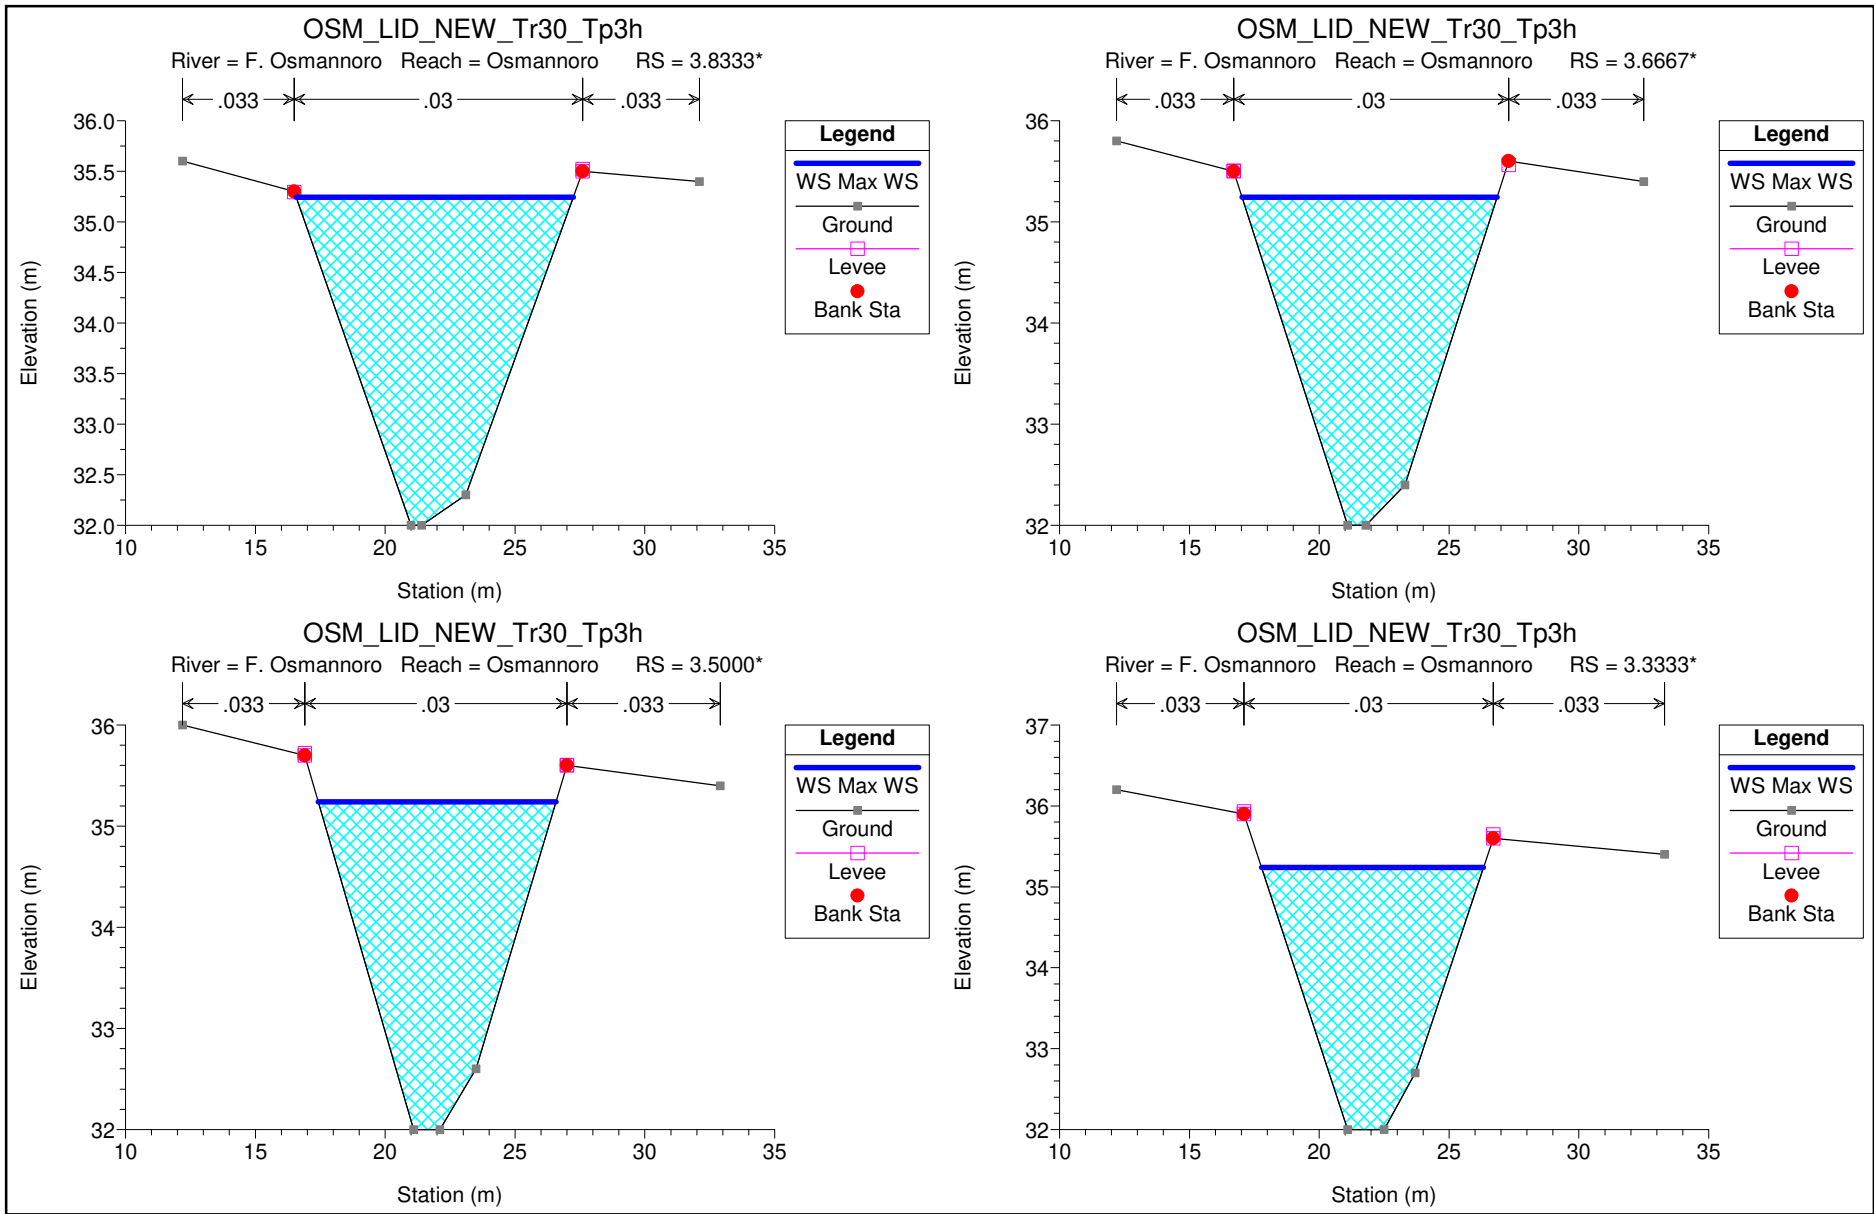 OSM_LID_NEW_Tr30_Tp3h
River = F. Osmannoro Reach = Osmannoro RS = 3.8333*
.033 .03 .033
36.0
35.5
35.0
34.5
34.0
33.5
33.0
32.5
32.0
10 15 20 25 30 35
Station (m)
Elevation (m)
Legend
WS Max WS
Ground
Levee
Bank Sta
OSM_LID_NEW_Tr30_Tp3h
River = F. Osmannoro Reach = Osmannoro RS = 3.6667*
.033 .03 .033
36
35
34
33
32
10 15 20 25 30 35
Station (m)
Elevation (m)
Legend
WS Max WS
Ground
Levee
Bank Sta
OSM_LID_NEW_Tr30_Tp3h
River = F. Osmannoro Reach = Osmannoro RS = 3.5000*
.033 .03 .033
36
35
34
33
32
10 15 20 25 30 35
Station (m)
Elevation (m)
Legend
WS Max WS
Ground
Levee
Bank Sta
OSM_LID_NEW_Tr30_Tp3h
River = F. Osmannoro Reach = Osmannoro RS = 3.3333*
.033 .03 .033
37
36
35
34
33
32
10 15 20 25 30 35
Station (m)
Elevation (m)
Legend
WS Max WS
Ground
Levee
Bank Sta